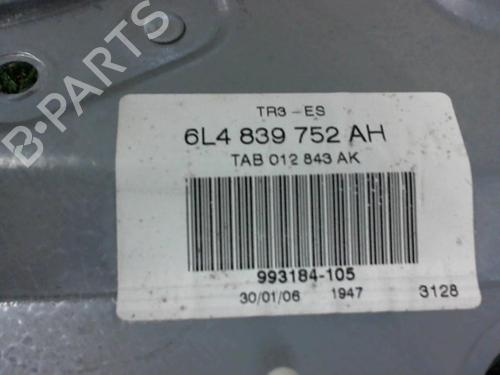 TR3-ES
6L4 839 752 AH
TAB 012 843 AK
993184-105
30/01/06 1947 3128
B-PARTS